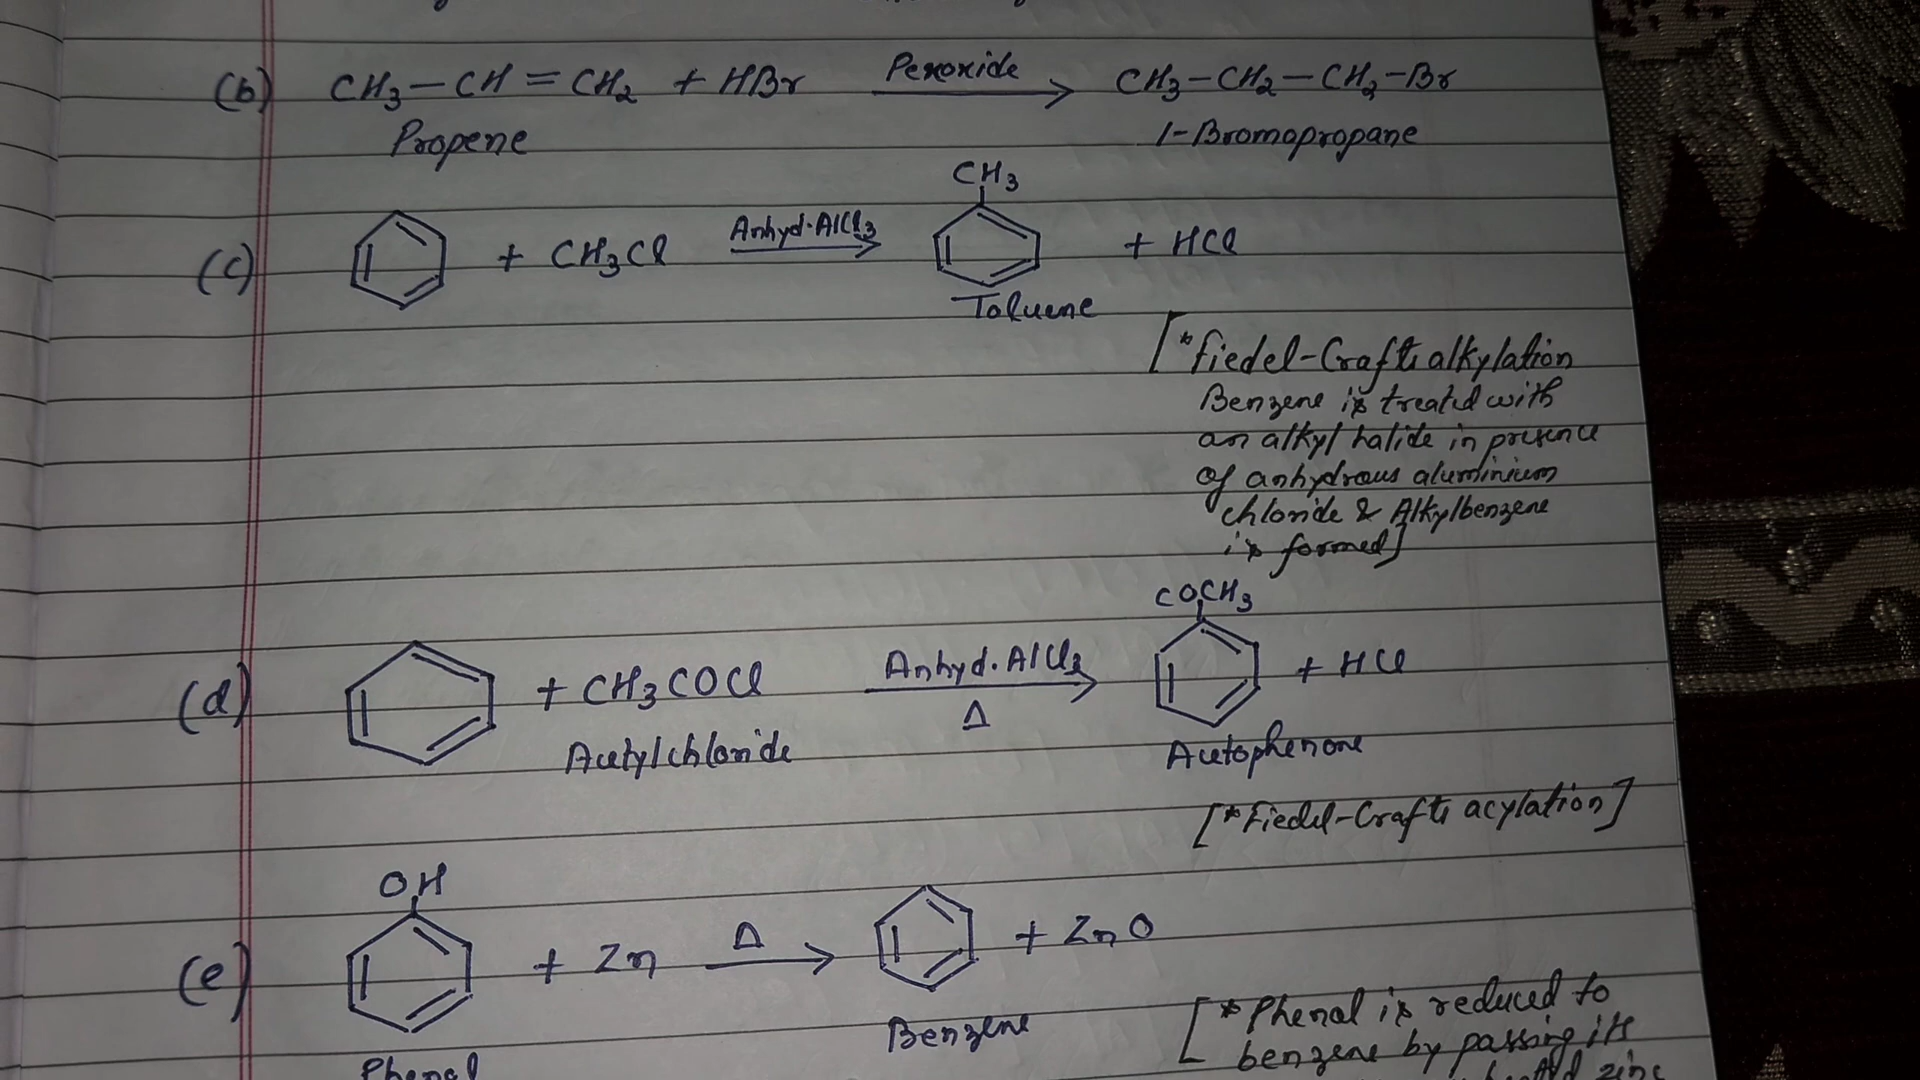 (b) CH3-CH=CH2 + HBr Peroxide CH3-CH2-CH2-Br
Propene 1-Bromopropane
CH3
(c) + CH3Cl Anhyd.AlCl3 + HCl
Toluene
[*Fiedel-Crafts alkylation
Benzene is treated with
an alkyl halide in presence
of anhydrous aluminium
chloride & Alkylbenzene
is formed]
COCH3
(d) + CH3COCl Anhyd.AlCl3 Δ + HCl
Acetylchloride Acetophenone
[*Fiedel-Crafts acylation]
OH
(e) + Zn Δ + ZnO
Benzene
[*Phenol is reduced to
Phenol benzene by passing its
zinc